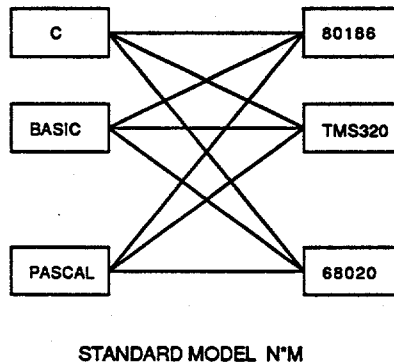 C 80186
BASIC TMS320
PASCAL 68020
STANDARD MODEL N*M